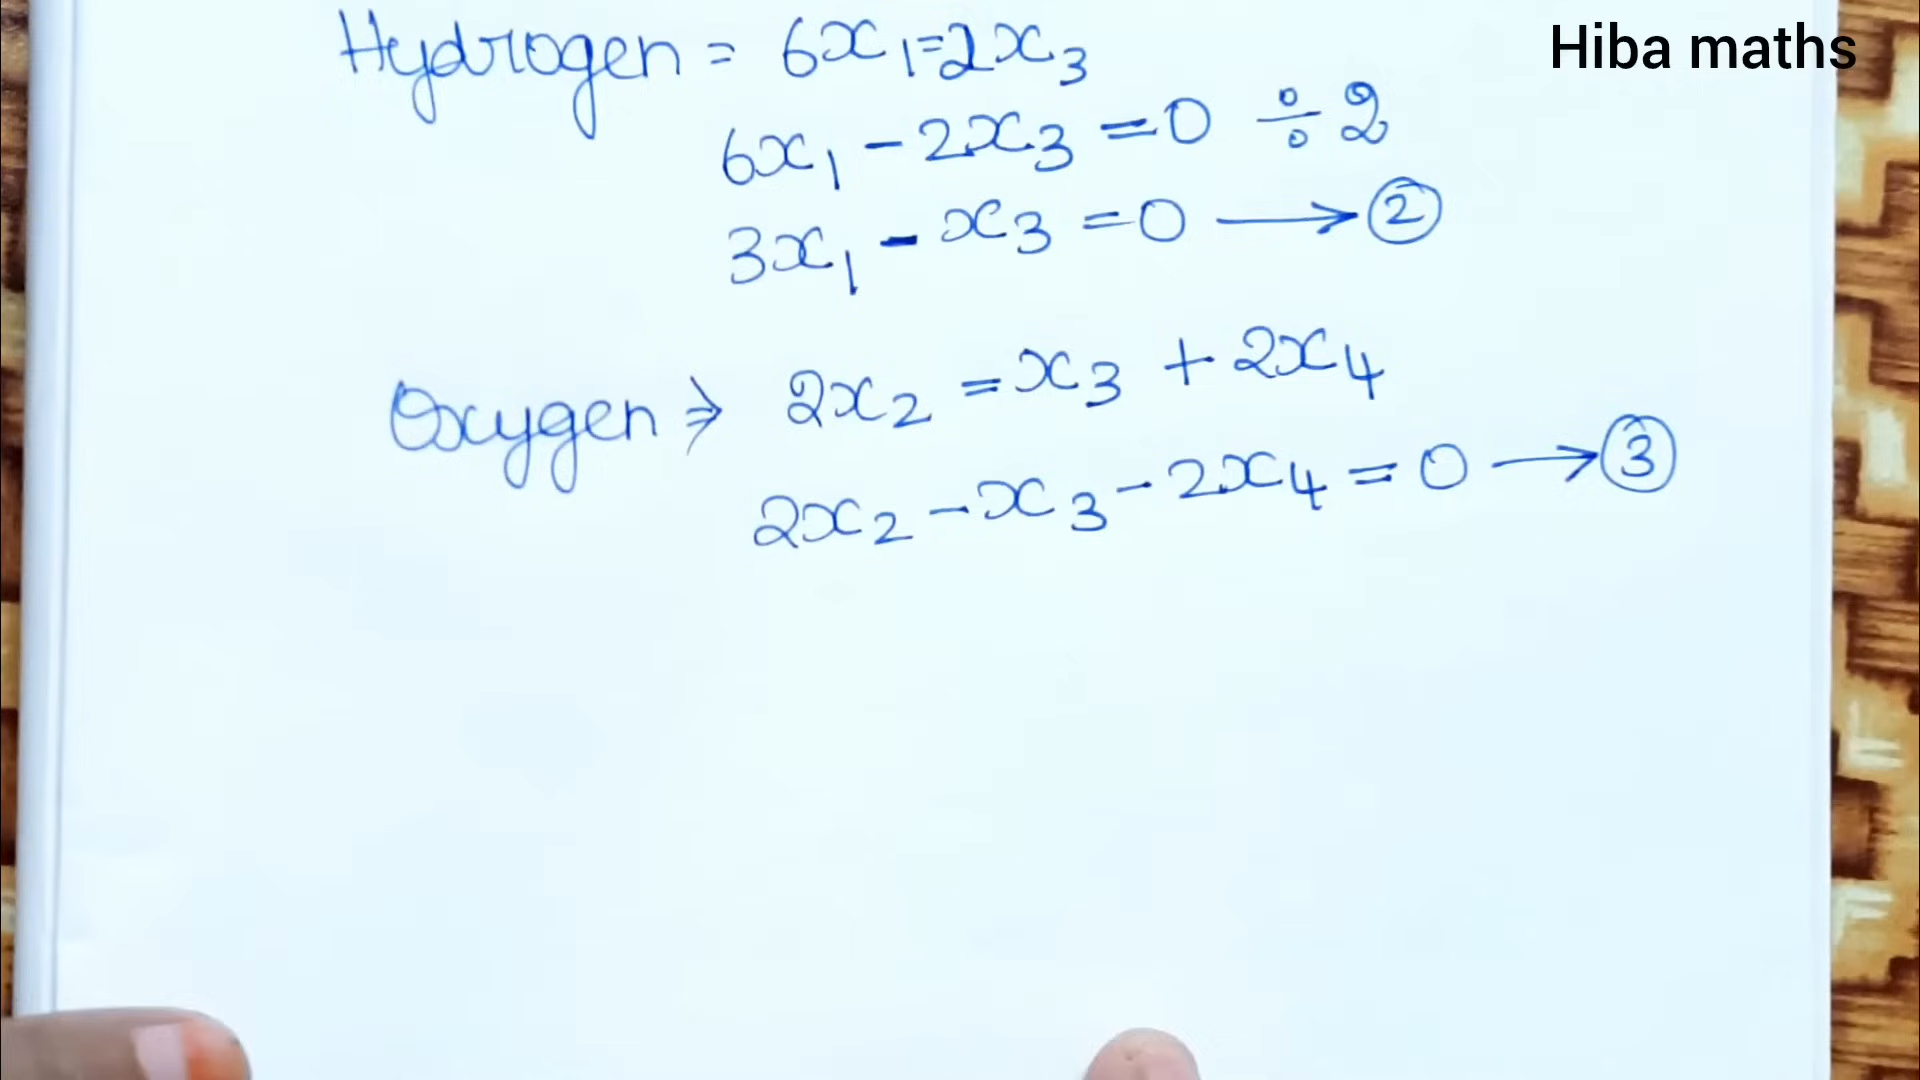 Hiba maths
Hydrogen = 6x₁=2x₃
6x₁ - 2x₃ = 0 ÷ 2
3x₁ - x₃ = 0 ⟶ ②
Oxygen ⇒ 2x₂ = x₃ + 2x₄
2x₂ - x₃ - 2x₄ = 0 ⟶ ③